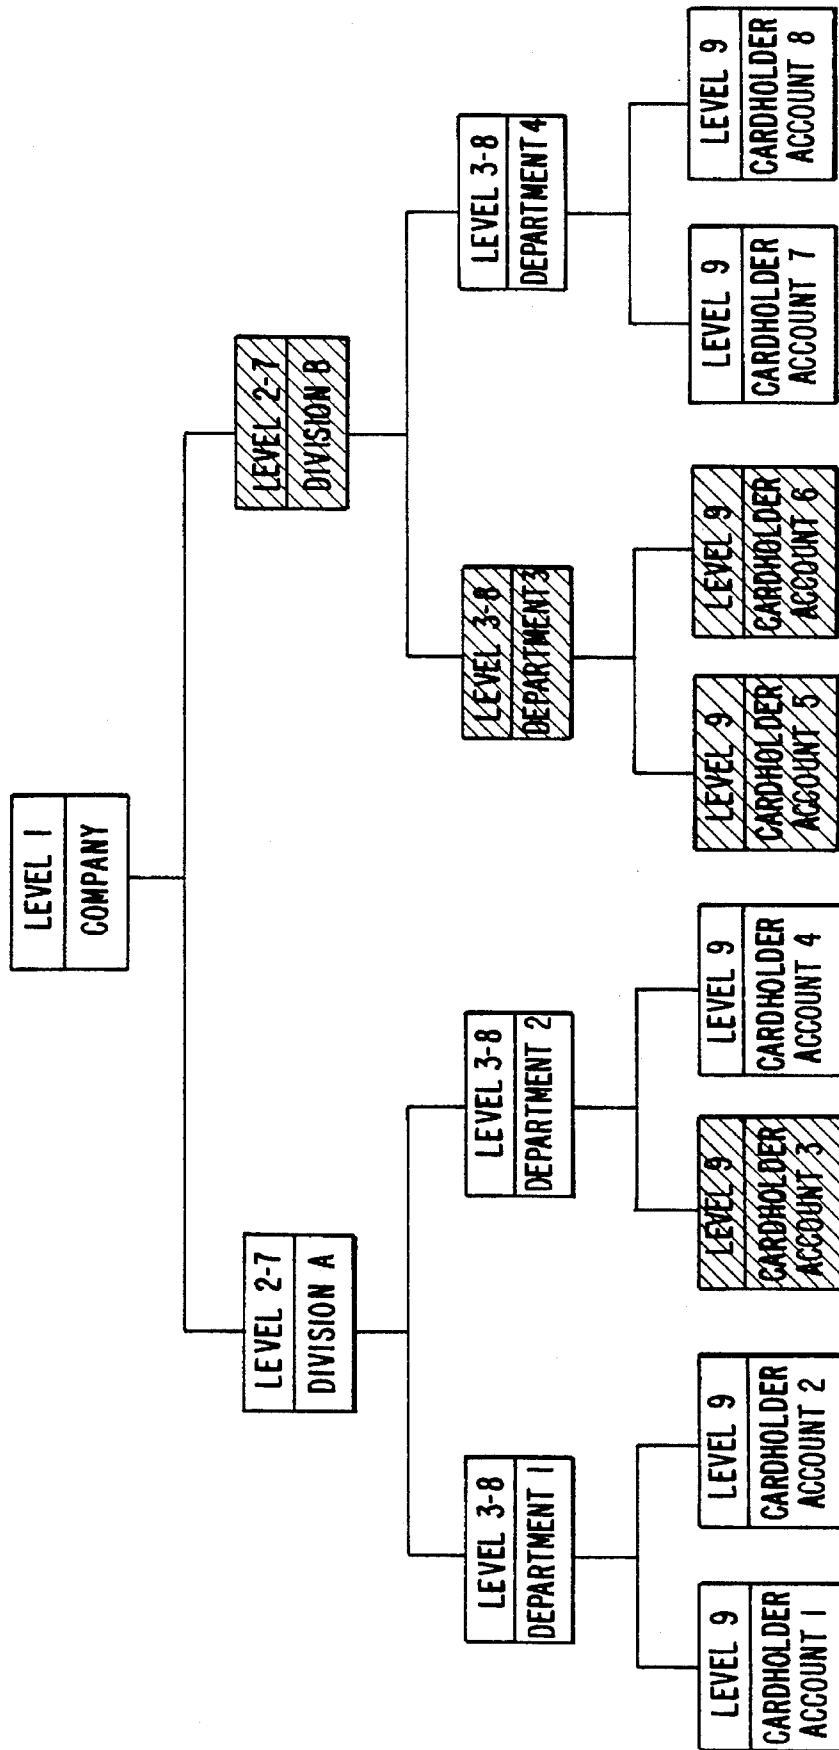 LEVEL 1
COMPANY
LEVEL 2-7
DIVISION A
LEVEL 2-7
DIVISION B
LEVEL 3-8
DEPARTMENT 1
LEVEL 3-8
DEPARTMENT 2
LEVEL 3-8
DEPARTMENT 3
LEVEL 3-8
DEPARTMENT 4
LEVEL 9
CARDHOLDER
ACCOUNT 1
LEVEL 9
CARDHOLDER
ACCOUNT 2
LEVEL 9
CARDHOLDER
ACCOUNT 3
LEVEL 9
CARDHOLDER
ACCOUNT 4
LEVEL 9
CARDHOLDER
ACCOUNT 5
LEVEL 9
CARDHOLDER
ACCOUNT 6
LEVEL 9
CARDHOLDER
ACCOUNT 7
LEVEL 9
CARDHOLDER
ACCOUNT 8